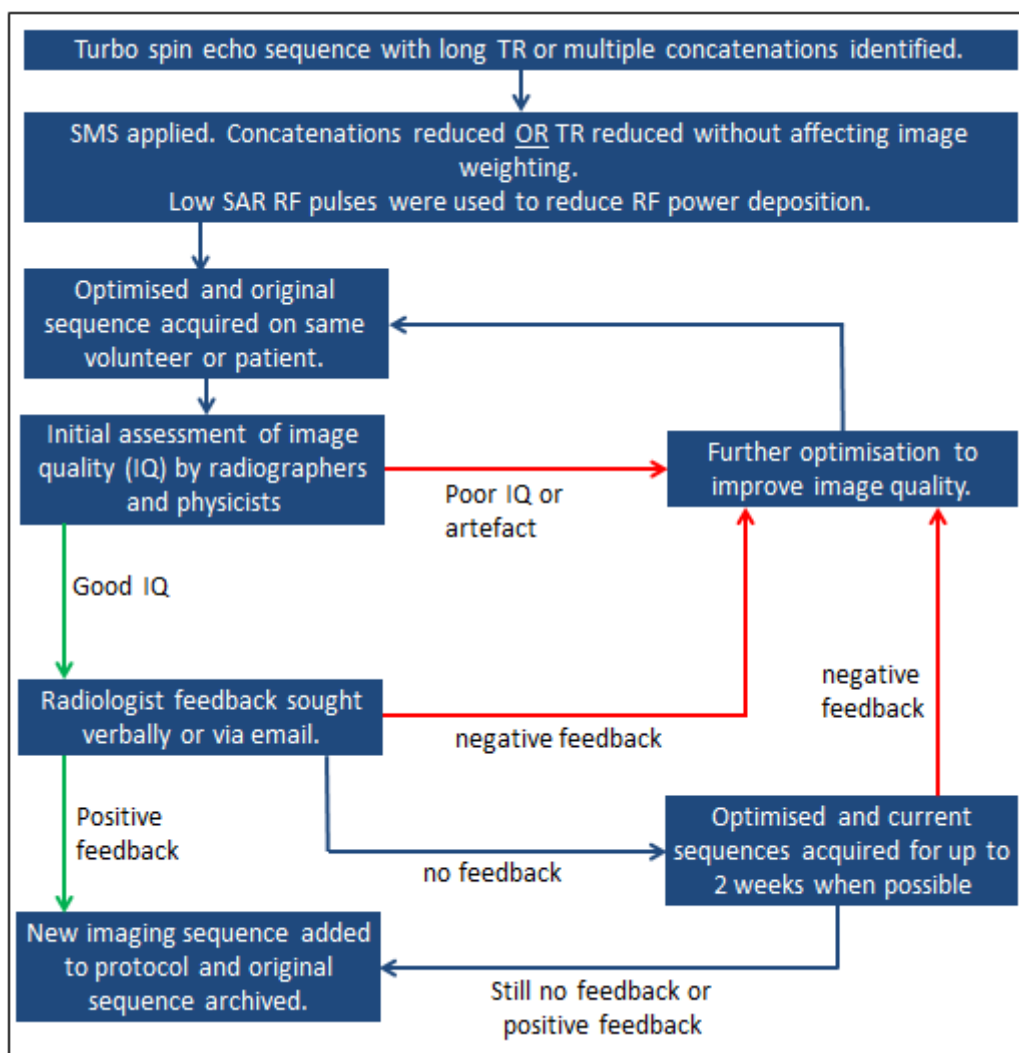 Turbo spin echo sequence with long TR or multiple concatenations identified.
SMS applied. Concatenations reduced OR TR reduced without affecting image
weighting.
Low SAR RF pulses were used to reduce RF power deposition.
Optimised and original
sequence acquired on same
volunteer or patient.
Initial assessment of image
quality (IQ) by radiographers
and physicists
Poor IQ or
artefact
Further optimisation to
improve image quality.
Good IQ
Radiologist feedback sought
verbally or via email.
negative feedback
negative
feedback
Positive
feedback
no feedback
Optimised and current
sequences acquired for up to
2 weeks when possible
New imaging sequence added
to protocol and original
sequence archived.
Still no feedback or
positive feedback